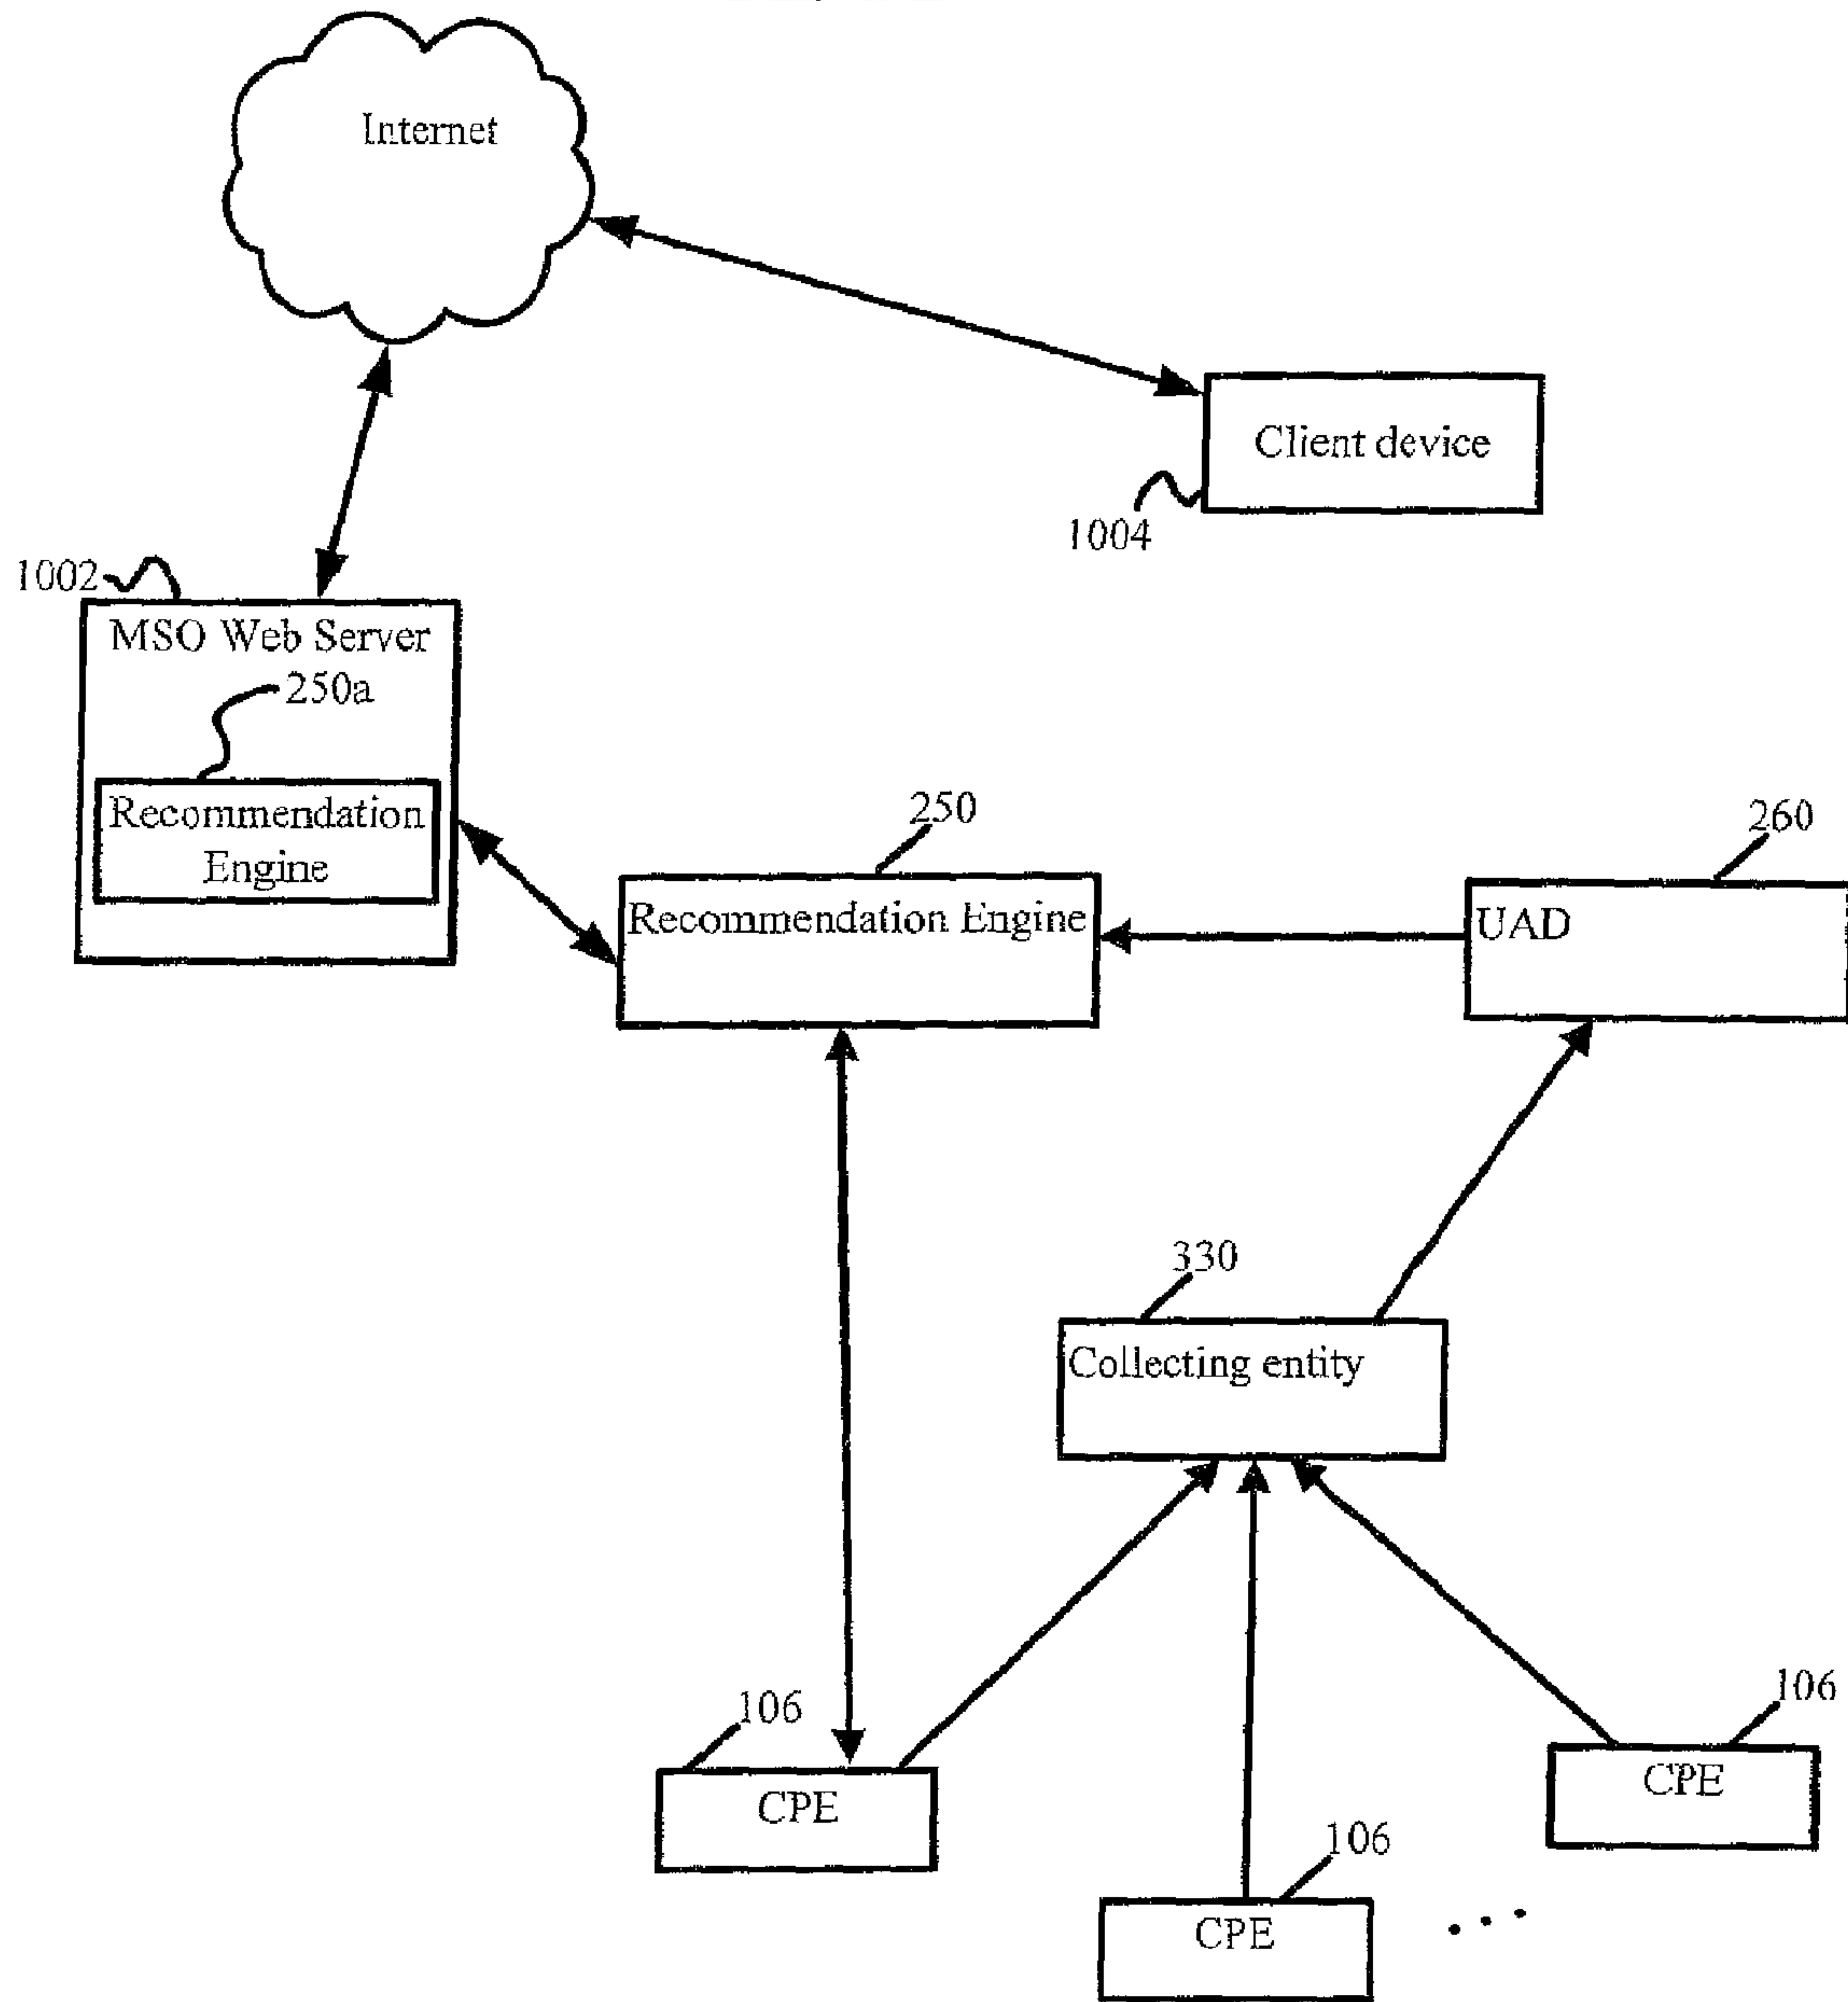 Internet
Client device
1004
1002
MSO Web Server
250a
Recommendation
Engine
250
Recommendation Engine
260
UAD
330
Collecting entity
106
CPE
106
CPE
106
CPE